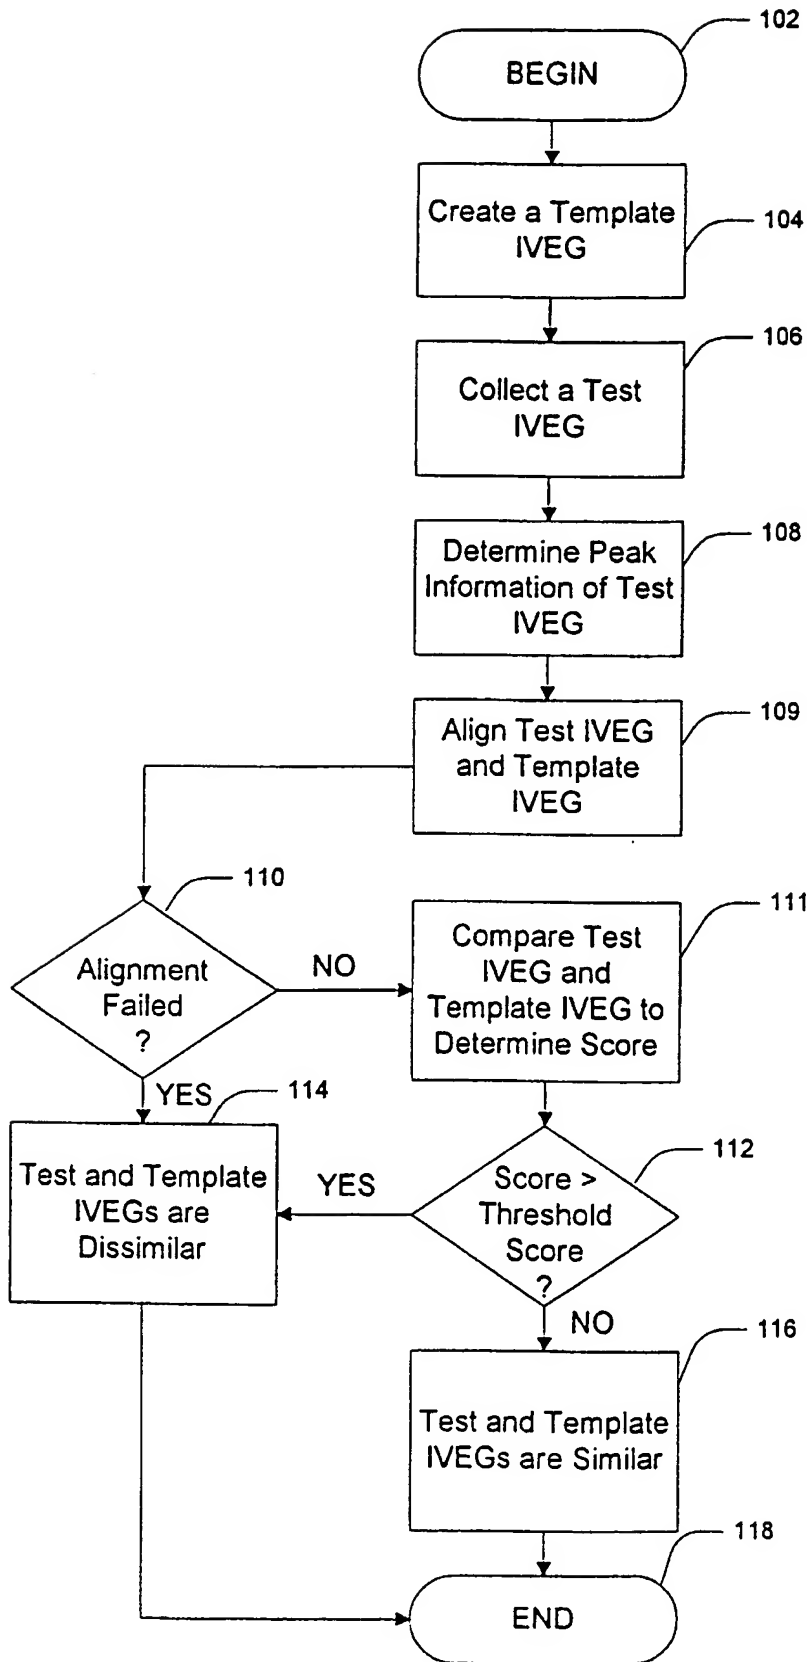 102
BEGIN
Create a Template
IVEG
104
106
Collect a Test
IVEG
108
Determine Peak
Information of Test
IVEG
109
Align Test IVEG
and Template
IVEG
110
Alignment
Failed
?
NO
YES
111
Compare Test
IVEG and
Template IVEG to
Determine Score
114
Test and Template
IVEGs are
Dissimilar
YES
112
Score >
Threshold
Score
?
NO
116
Test and Template
IVEGs are Similar
118
END